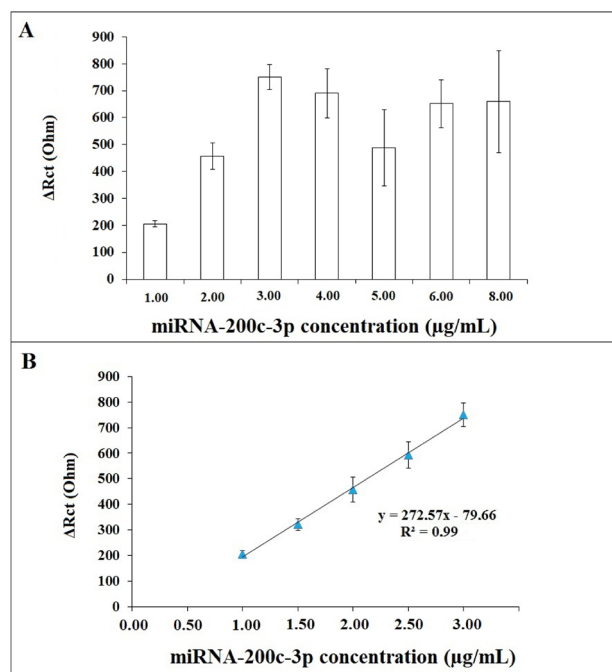 A
900
800
700
600
500
400
300
200
100
0
ΔRct (Ohm)
1.00 2.00 3.00 4.00 5.00 6.00 8.00
miRNA-200c-3p concentration (µg/mL)
B
900
800
700
600
500
400
300
200
100
0
ΔRct (Ohm)
y = 272.57x - 79.66
R² = 0.99
0.00 0.50 1.00 1.50 2.00 2.50 3.00
miRNA-200c-3p concentration (µg/mL)